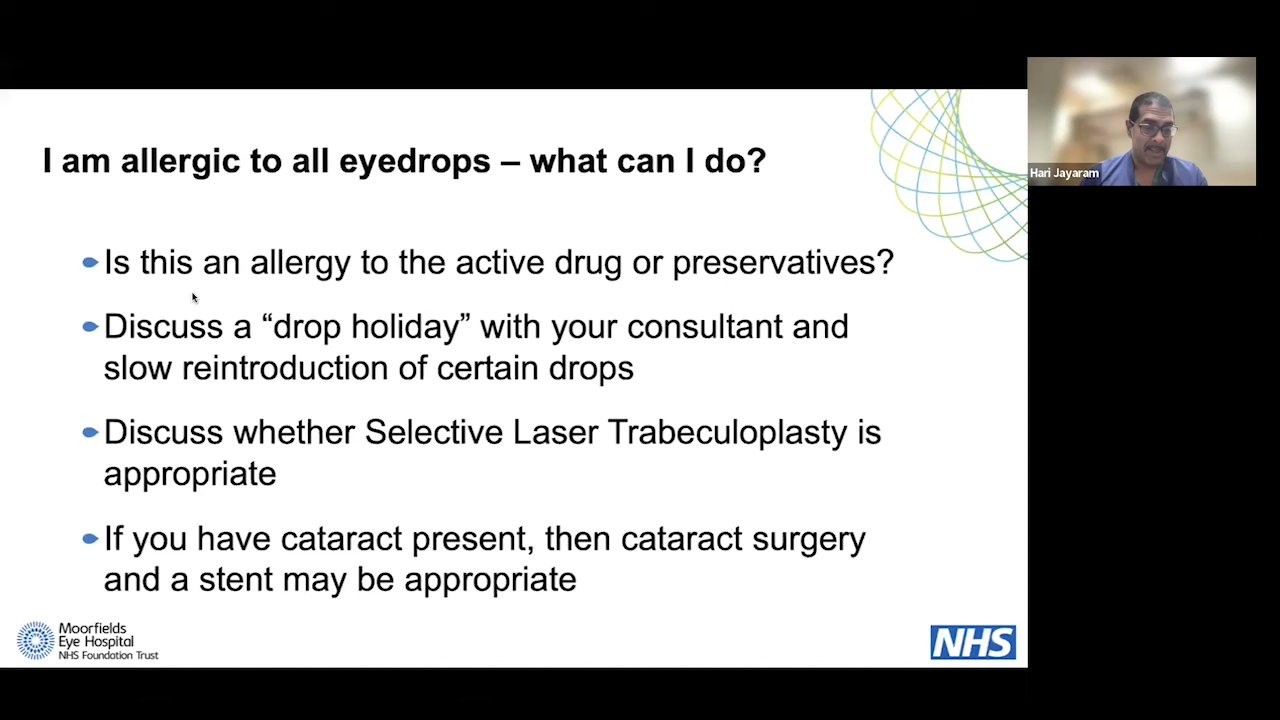 I am allergic to all eyedrops – what can I do?
Is this an allergy to the active drug or preservatives?
Discuss a “drop holiday” with your consultant and
slow reintroduction of certain drops
Discuss whether Selective Laser Trabeculoplasty is
appropriate
If you have cataract present, then cataract surgery
and a stent may be appropriate
Moorfields
Eye Hospital
NHS Foundation Trust
NHS
Hari Jayaram